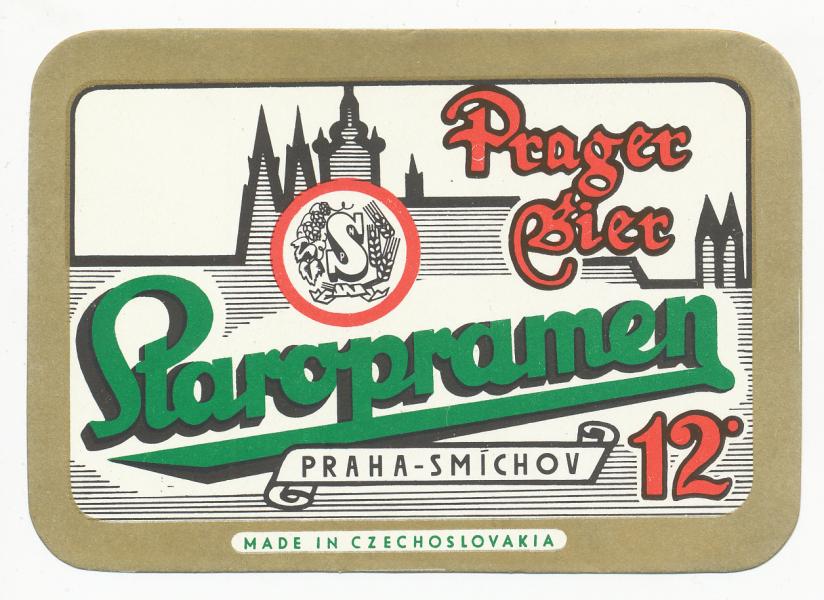 Prager
Bier
S
Staropramen
PRAHA-SMÍCHOV
12°
MADE IN CZECHOSLOVAKIA